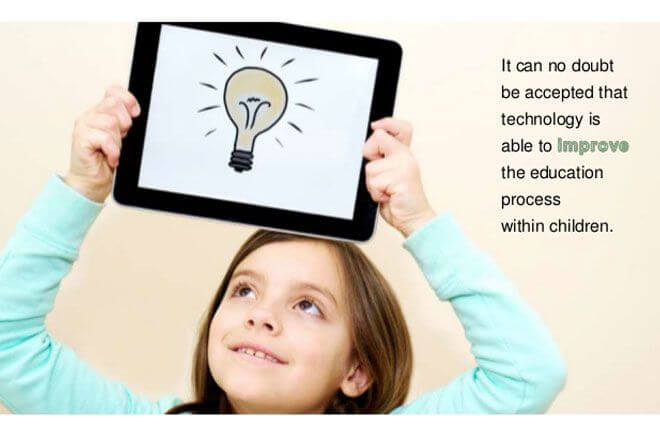 It can no doubt
be accepted that
technology is
able to improve
the education
process
within children.